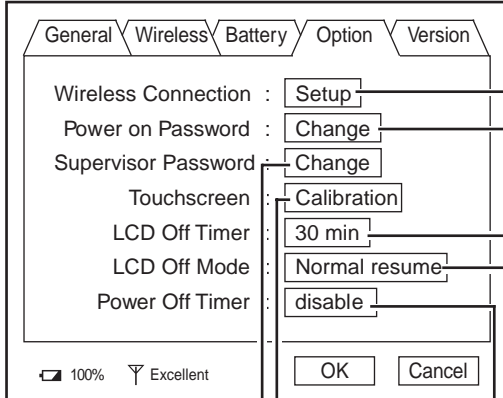 General Wireless Battery Option Version
Wireless Connection : Setup
Power on Password : Change
Supervisor Password : Change
Touchscreen : Calibration
LCD Off Timer : 30 min
LCD Off Mode : Normal resume
Power Off Timer : disable
100% Excellent OK Cancel